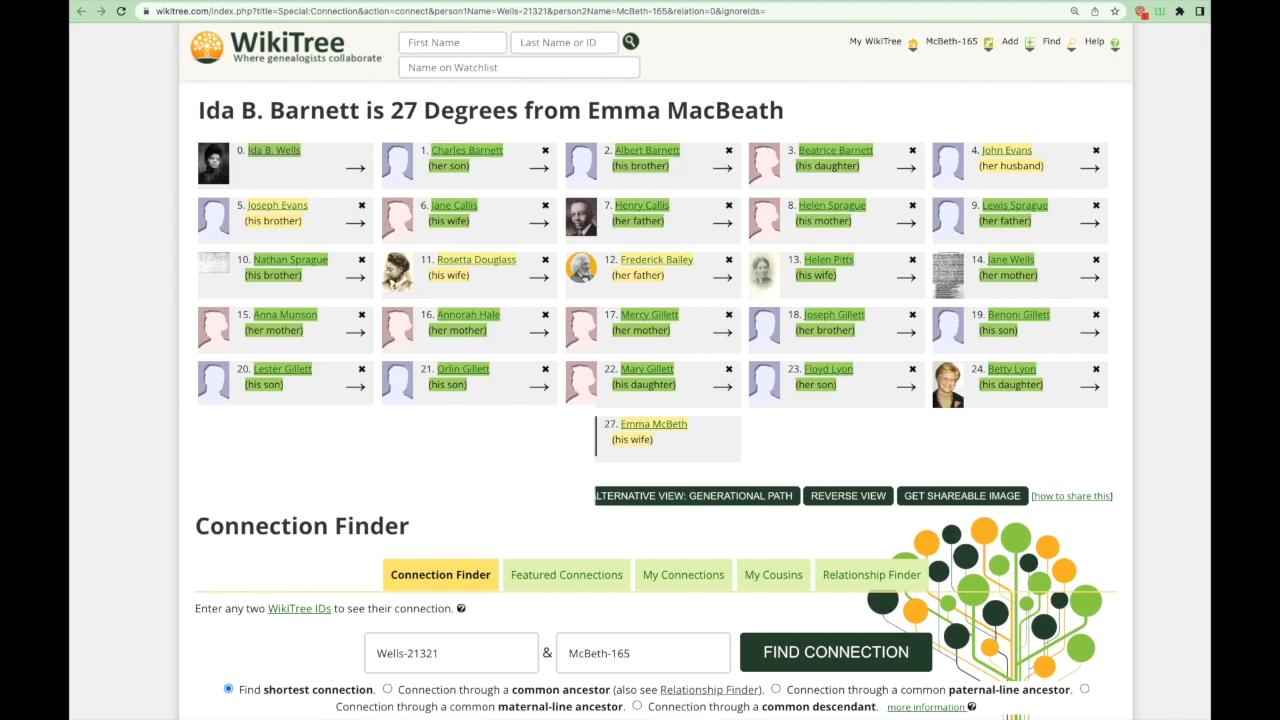 wikitree.com/index.php?title=Special:Connection&action=connect&person1Name=Wells-21321&person2Name=McBeth-165&relation=0&ignoreIds=
WikiTree
Where genealogists collaborate
First Name
Last Name or ID
Name on Watchlist
My WikiTree McBeth-165 Add Find Help
Ida B. Barnett is 27 Degrees from Emma MacBeath
0. Ida B. Wells
1. Charles Barnett
(her son)
2. Albert Barnett
(his brother)
3. Beatrice Barnett
(his daughter)
4. John Evans
(her husband)
5. Joseph Evans
(his brother)
6. Jane Callis
(his wife)
7. Henry Callis
(her father)
8. Helen Sprague
(his mother)
9. Lewis Sprague
(her father)
10. Nathan Sprague
(his brother)
11. Rosetta Douglass
(his wife)
12. Frederick Bailey
(her father)
13. Helen Pitts
(his wife)
14. Jane Wells
(her mother)
15. Anna Munson
(her mother)
16. Annorah Hale
(her mother)
17. Mercy Gillett
(her mother)
18. Joseph Gillett
(her brother)
19. Benoni Gillett
(his son)
20. Lester Gillett
(his son)
21. Orlin Gillett
(his son)
22. Mary Gillett
(his daughter)
23. Floyd Lyon
(her son)
24. Betty Lyon
(his daughter)
27. Emma McBeth
(his wife)
LTERNATIVE VIEW: GENERATIONAL PATH REVERSE VIEW GET SHAREABLE IMAGE [how to share this]
Connection Finder
Connection Finder Featured Connections My Connections My Cousins Relationship Finder
Enter any two WikiTree IDs to see their connection.
Wells-21321 & McBeth-165 FIND CONNECTION
Find shortest connection. Connection through a common ancestor (also see Relationship Finder). Connection through a common paternal-line ancestor.
Connection through a common maternal-line ancestor. Connection through a common descendant. more information